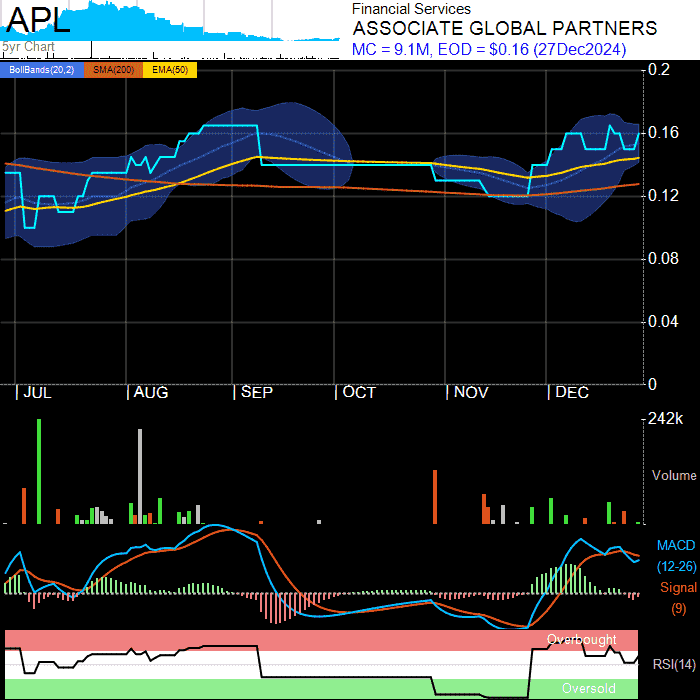 APL
5yr Chart
Financial Services
ASSOCIATE GLOBAL PARTNERS
MC = 9.1M, EOD = $0.16 (27Dec2024)
BollBands(20,2) SMA(200) EMA(50)
0.2
0.16
0.12
0.08
0.04
0
JUL AUG SEP OCT NOV DEC
242k
Volume
MACD
(12-26)
Signal
(9)
Overbought
RSI(14)
Oversold